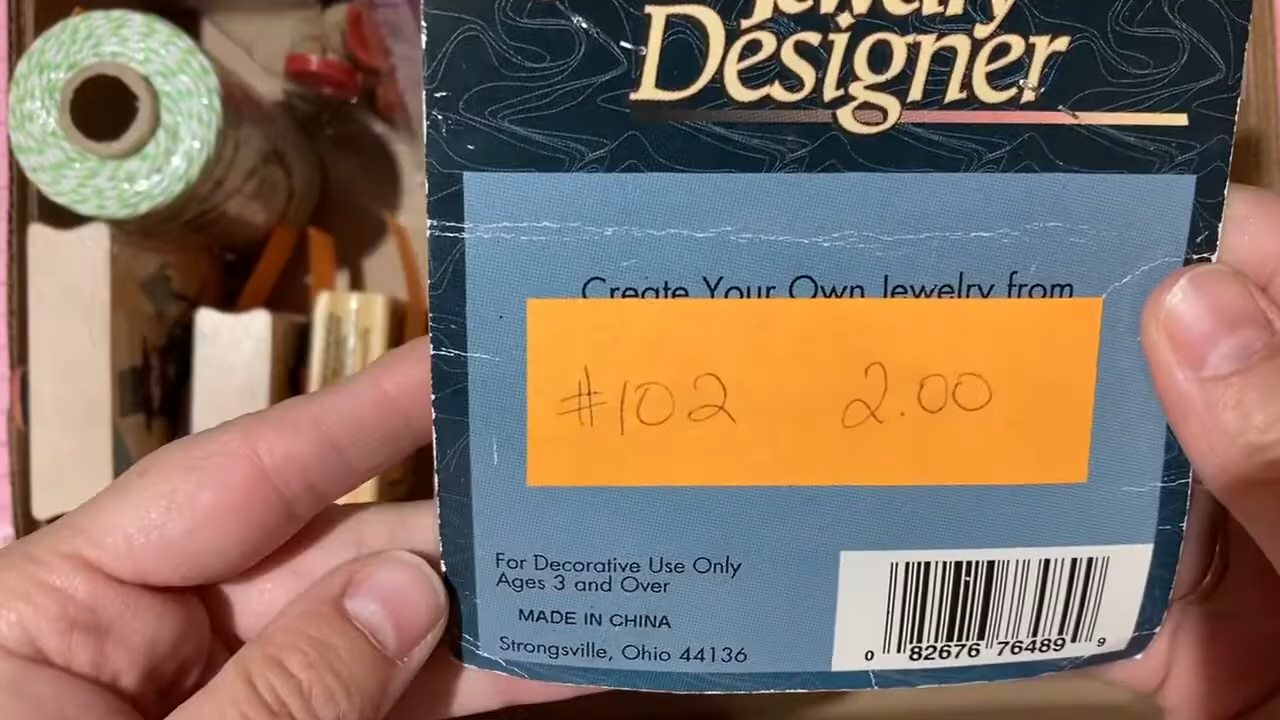 Jewelry
Designer
Create Your Own Jewelry from
#102 2.00
For Decorative Use Only
Ages 3 and Over
MADE IN CHINA
Strongsville, Ohio 44136
0 82676 76489 9